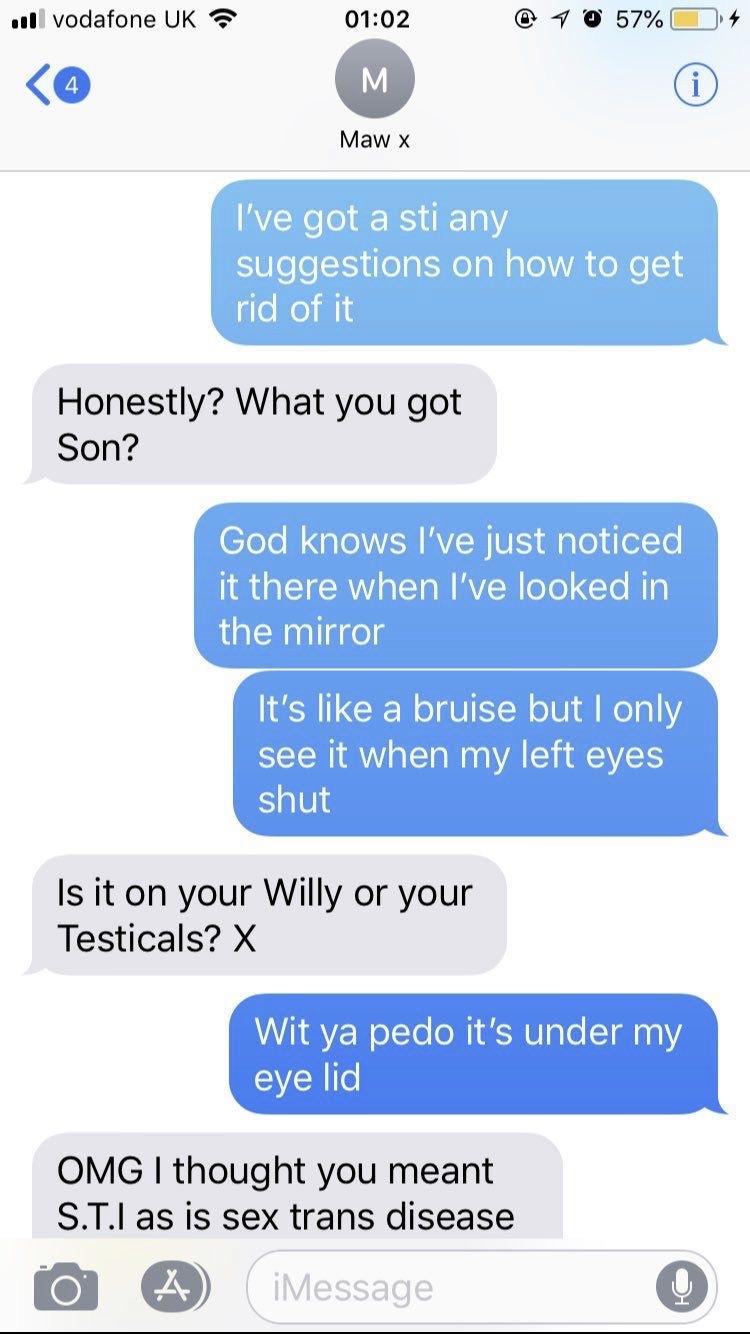 vodafone UK 01:02 57%
4 M
Maw x
I've got a sti any
suggestions on how to get
rid of it
Honestly? What you got
Son?
God knows I've just noticed
it there when I've looked in
the mirror
It's like a bruise but I only
see it when my left eyes
shut
Is it on your Willy or your
Testicals? X
Wit ya pedo it's under my
eye lid
OMG I thought you meant
S.T.I as is sex trans disease
iMessage